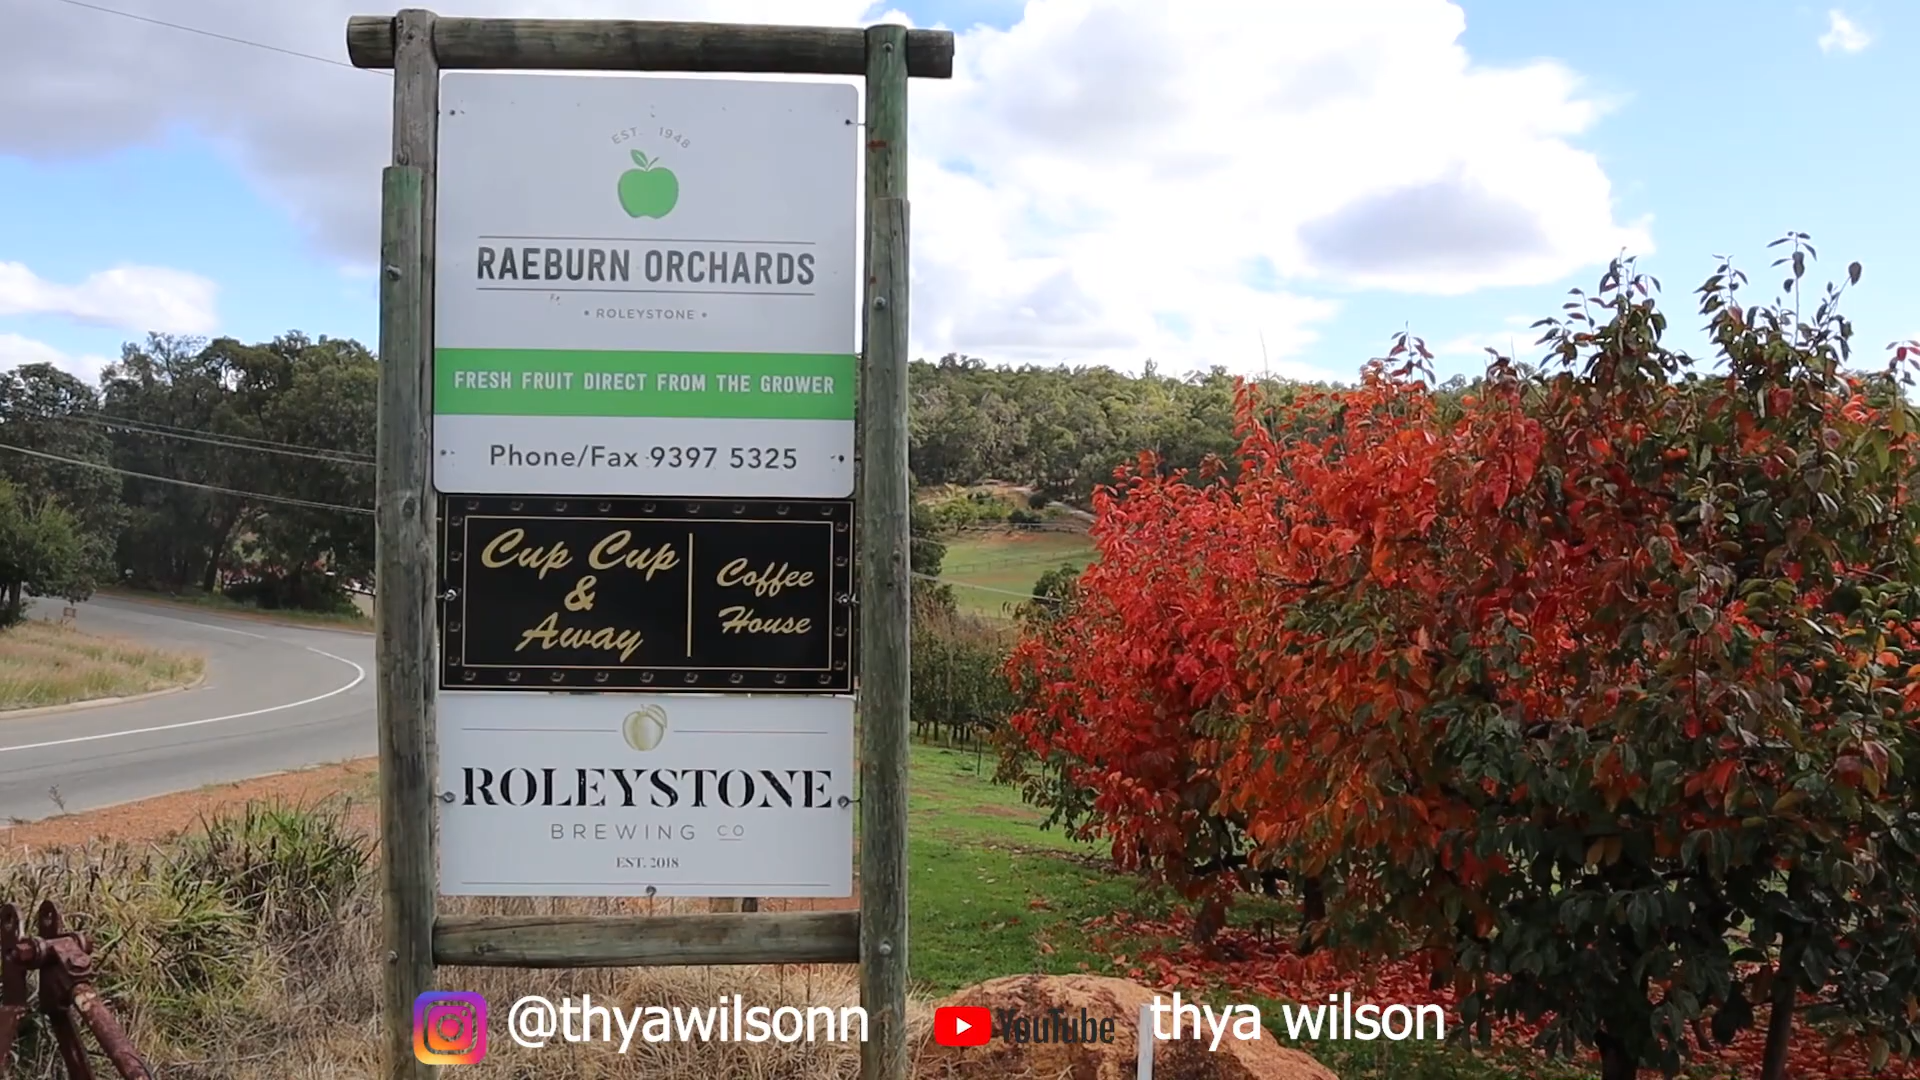 EST. 1948
RAEBURN ORCHARDS
• ROLEYSTONE •
FRESH FRUIT DIRECT FROM THE GROWER
Phone/Fax 9397 5325
Cup Cup
&
Away
Coffee
House
ROLEYSTONE
BREWING CO
EST. 2018
@thyawilsonn
YouTube
thya wilson